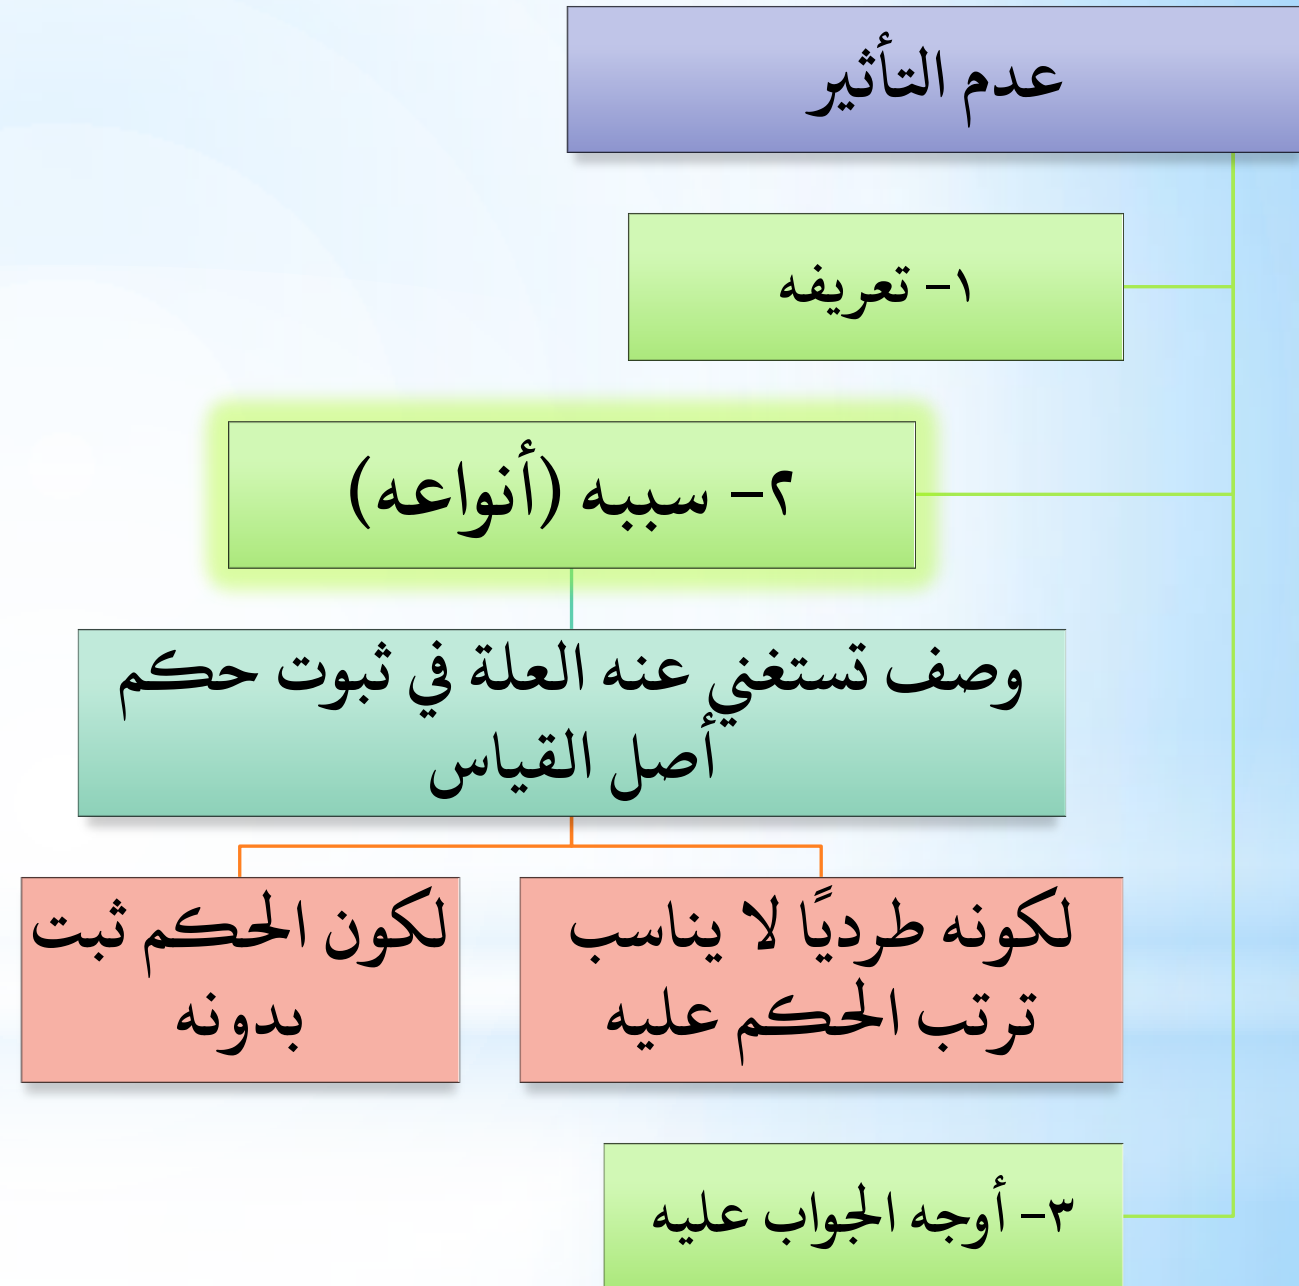 عدم التأثير
١- تعريفه
٢- سببه (أنواعه)
وصف تستغني عنه العلة في ثبوت حكم
أصل القياس
لكونه طرديًا لا يناسب
ترتب الحكم عليه
لكون الحكم ثبت
بدونه
٣- أوجه الجواب عليه